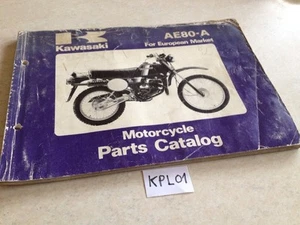 Kawasaki
AE80-A
For European Market
Motorcycle
Parts Catalog
KPL01